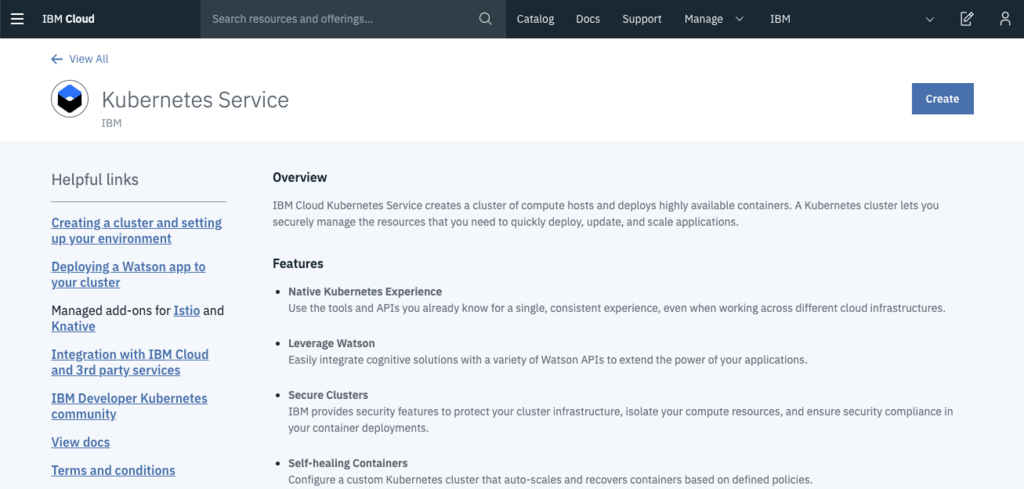 IBM Cloud
Search resources and offerings...
Catalog
Docs
Support
Manage
IBM
View All
Kubernetes Service
IBM
Create
Helpful links
Creating a cluster and setting
up your environment
Deploying a Watson app to
your cluster
Managed add-ons for Istio and
Knative
Integration with IBM Cloud
and 3rd party services
IBM Developer Kubernetes
community
View docs
Terms and conditions
Overview
IBM Cloud Kubernetes Service creates a cluster of compute hosts and deploys highly available containers. A Kubernetes cluster lets you
securely manage the resources that you need to quickly deploy, update, and scale applications.
Features
Native Kubernetes Experience
Use the tools and APIs you already know for a single, consistent experience, even when working across different cloud infrastructures.
Leverage Watson
Easily integrate cognitive solutions with a variety of Watson APIs to extend the power of your applications.
Secure Clusters
IBM provides security features to protect your cluster infrastructure, isolate your compute resources, and ensure security compliance in
your container deployments.
Self-healing Containers
Configure a custom Kubernetes cluster that auto-scales and recovers containers based on defined policies.